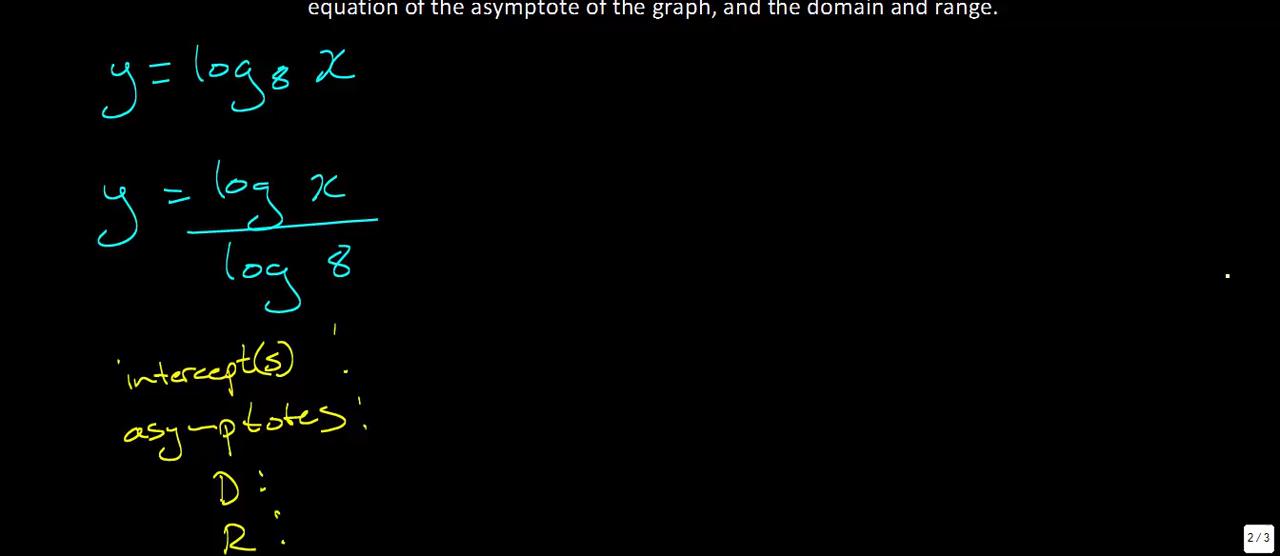 equation of the asymptote of the graph, and the domain and range.
y = log₈ x
y = log x / log 8
intercept(s) :
asymptotes :
D :
R :
2 / 3